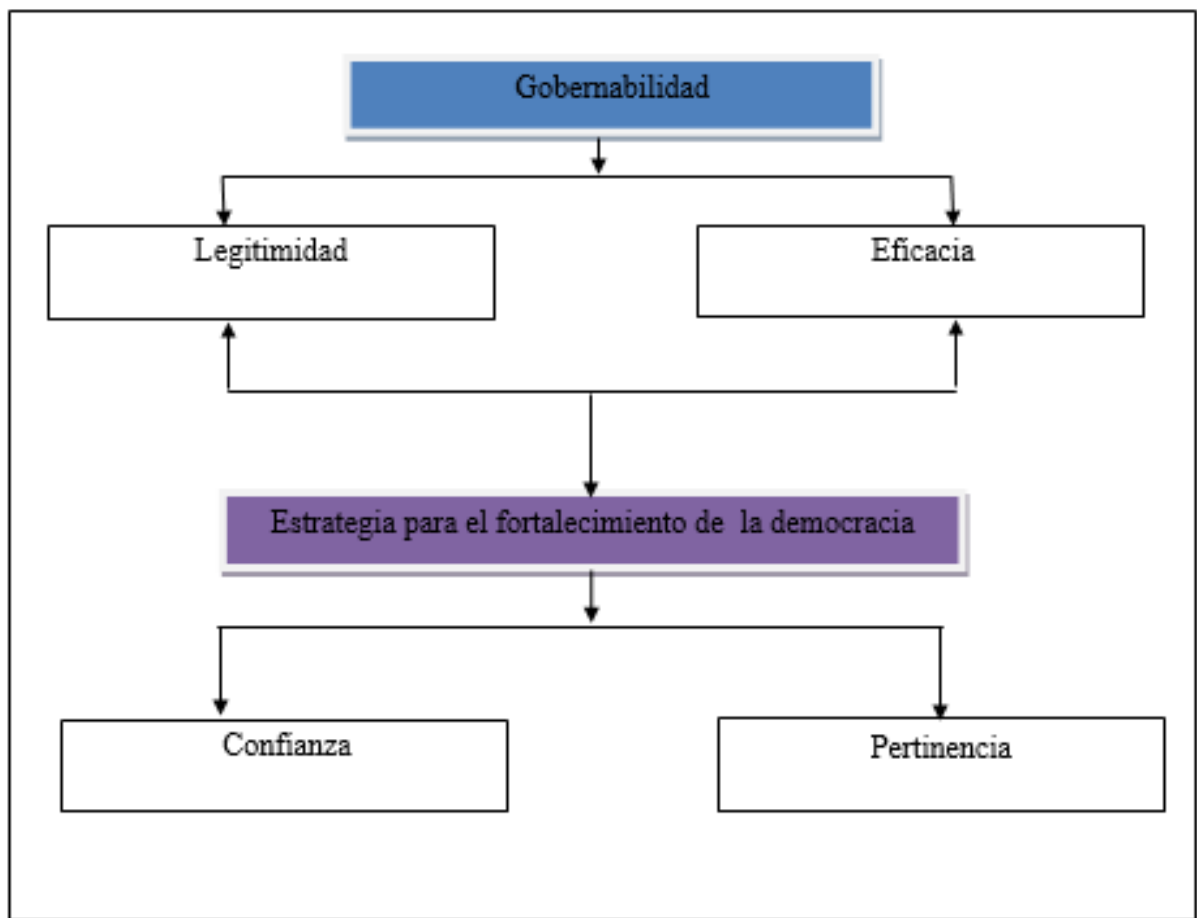 Gobernabilidad
Legitimidad
Eficacia
Estrategia para el fortalecimiento de la democracia
Confianza
Pertinencia